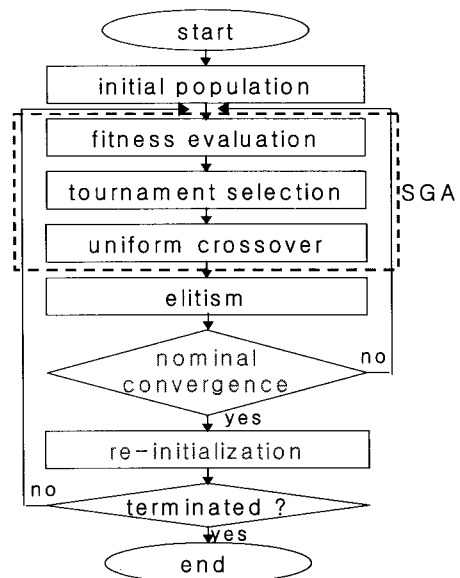 start
initial population
fitness evaluation
tournament selection
SGA
uniform crossover
elitism
nominal
convergence
no
yes
re-initialization
no
terminated ?
yes
end